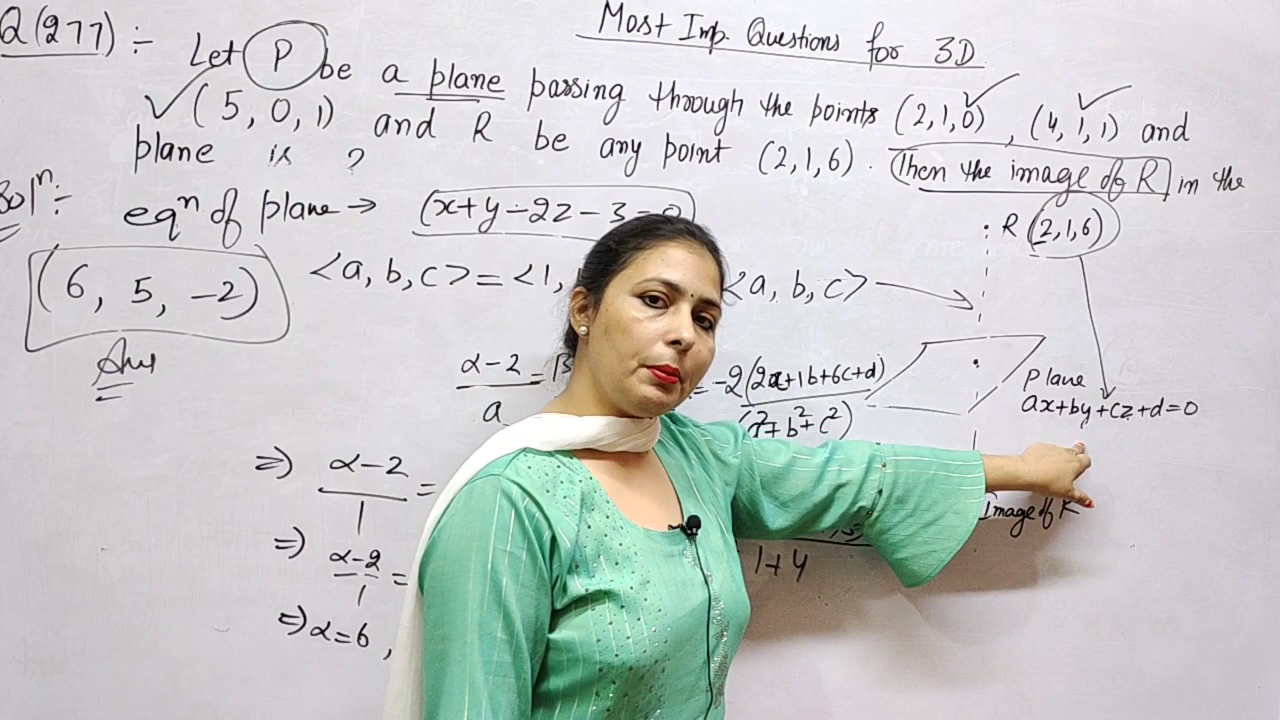 Most Imp. Questions for 3D
Q(277) :-
Let P be a plane passing through the points (2,1,0), (4,1,1) and
(5,0,1) and R be any point (2,1,6). Then the image of R in the
plane is ?
Solⁿ:-
eqⁿ of plane → (x+y-2z-3=0)
(6, 5, -2)
Ans
<a, b, c> = <1,
<a, b, c>
R (2,1,6)
α-2/a =
= -2(2a+1b+6c+d)/(a²+b²+c²)
Plane
ax+by+cz+d=0
Image of R
⇒ α-2/1 =
⇒ α-2/1 =
1+4
⇒ α=6,